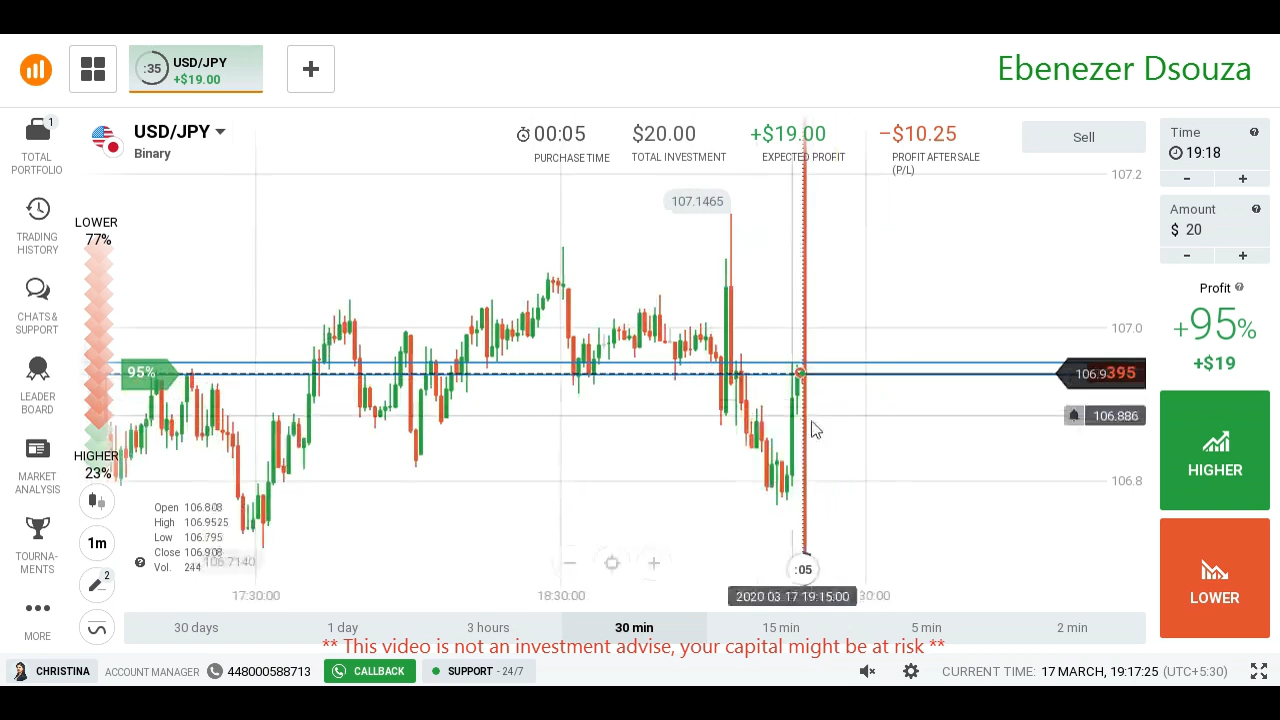 :35
USD/JPY
+$19.00
+
Ebenezer Dsouza
1
TOTAL
PORTFOLIO
TRADING
HISTORY
CHATS &
SUPPORT
LEADER
BOARD
MARKET
ANALYSIS
TOURNA-
MENTS
MORE
USD/JPY
Binary
00:05
PURCHASE TIME
$20.00
TOTAL INVESTMENT
+$19.00
EXPECTED PROFIT
−$10.25
PROFIT AFTER SALE
(P/L)
Sell
LOWER
77%
HIGHER
23%
1m
2
95%
107.1465
107.2
107.0
106.9395
106.886
106.8
Open 106.808
High 106.9525
Low 106.795
Close 106.908
Vol. 244
106.7140
:05
17:30:00
18:30:00
2020 03 17 19:15:00
30:00
30 days
1 day
3 hours
30 min
15 min
5 min
2 min
** This video is not an investment advise, your capital might be at risk **
Time
19:18
- +
Amount
$ 20
- +
Profit
+95%
+$19
HIGHER
LOWER
CHRISTINA ACCOUNT MANAGER 448000588713 CALLBACK SUPPORT - 24/7 CURRENT TIME: 17 MARCH, 19:17:25 (UTC+5:30)